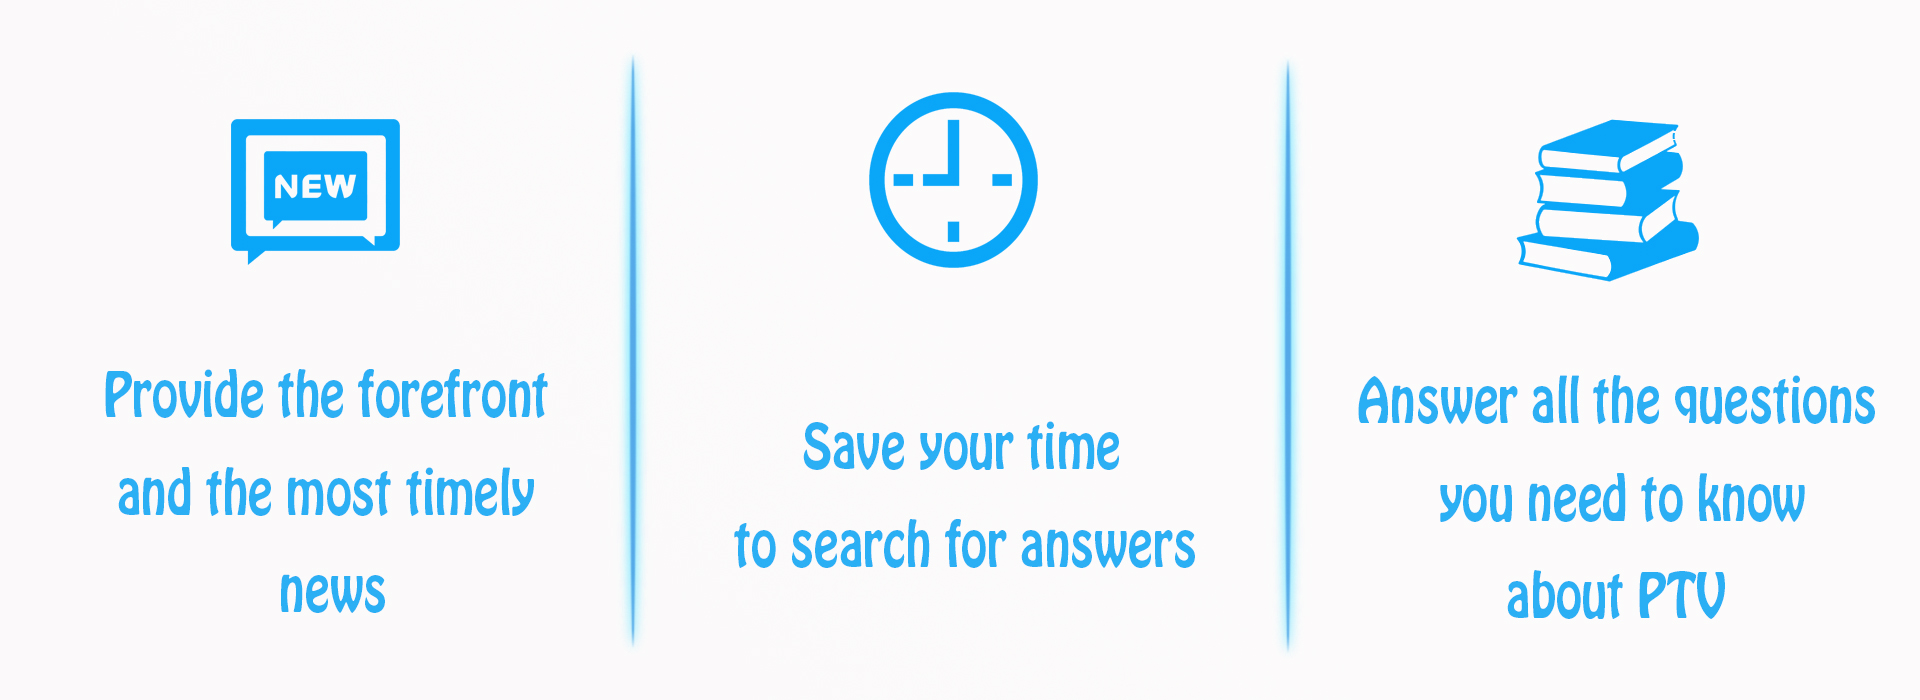 NEW
Provide the forefront
and the most timely
news
Save your time
to search for answers
Answer all the questions
you need to know
about PTV